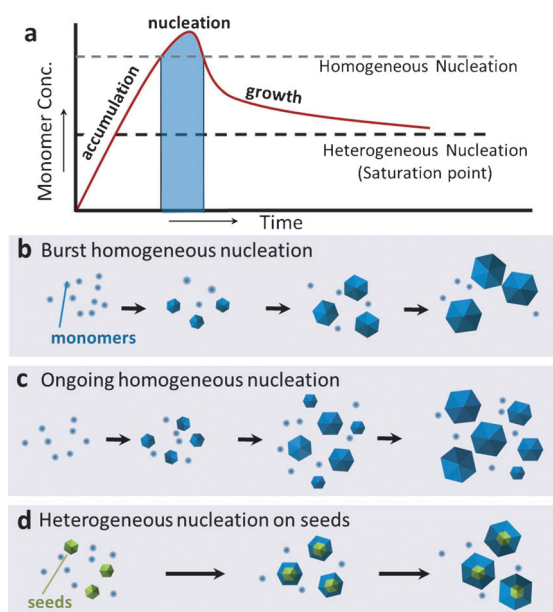 a
nucleation
Homogeneous Nucleation
accumulation
growth
Monomer Conc.
Heterogeneous Nucleation
(Saturation point)
Time
b Burst homogeneous nucleation
monomers
c Ongoing homogeneous nucleation
d Heterogeneous nucleation on seeds
seeds